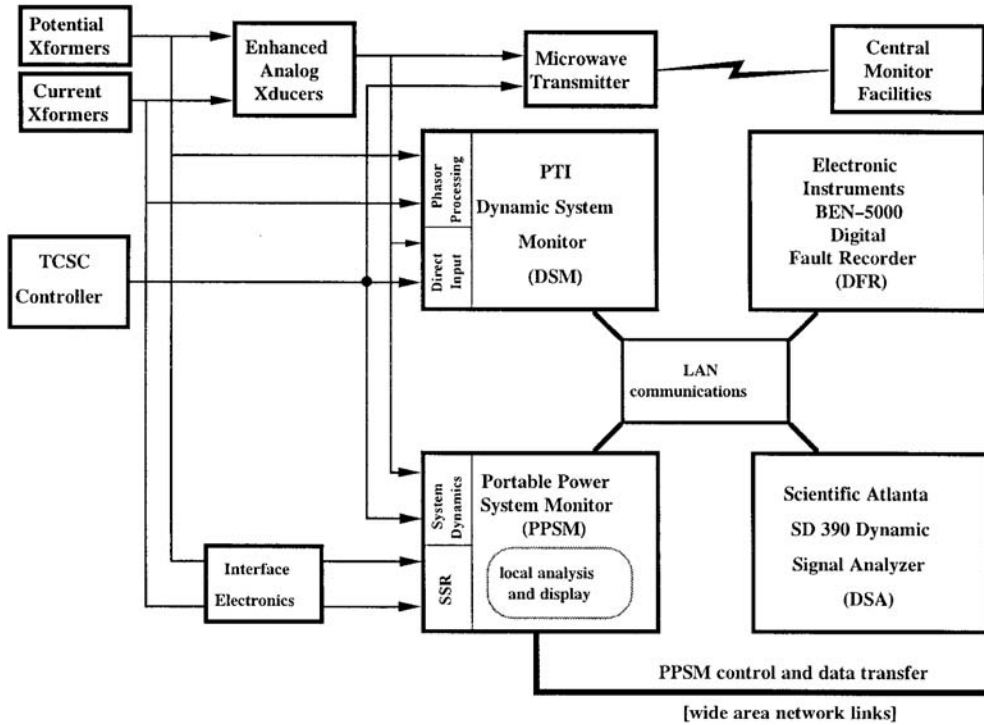 Potential
Xformers
Current
Xformers
Enhanced
Analog
Xducers
Microwave
Transmitter
Central
Monitor
Facilities
TCSC
Controller
Phasor
Processing
Direct
Input
PTI
Dynamic System
Monitor
(DSM)
Electronic
Instruments
BEN-5000
Digital
Fault Recorder
(DFR)
LAN
communications
System
Dynamics
SSR
Portable Power
System Monitor
(PPSM)
local analysis
and display
Scientific Atlanta
SD 390 Dynamic
Signal Analyzer
(DSA)
Interface
Electronics
PPSM control and data transfer
[wide area network links]